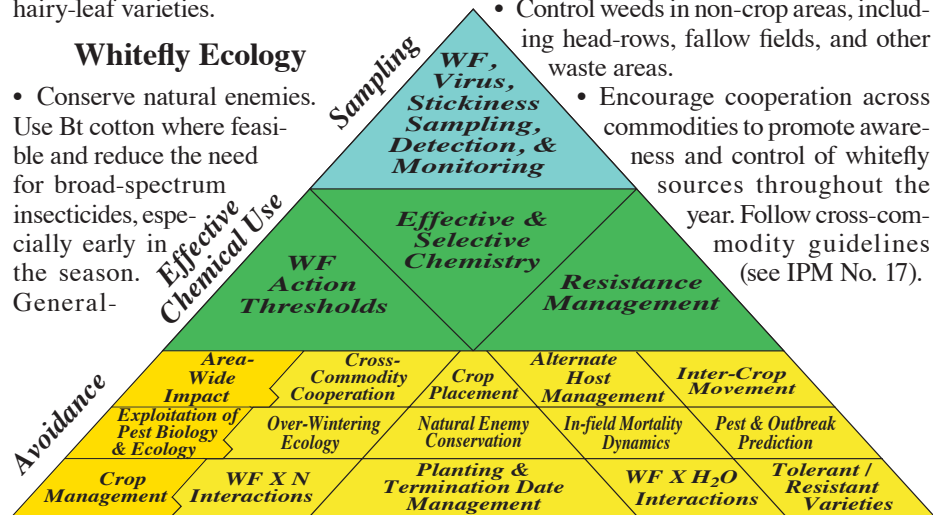 hairy-leaf varieties.
Whitefly Ecology
• Conserve natural enemies.
Use Bt cotton where feasi-
ble and reduce the need
for broad-spectrum
insecticides, espe-
cially early in
the season.
General-
• Control weeds in non-crop areas, includ-
ing head-rows, fallow fields, and other
waste areas.
• Encourage cooperation across
commodities to promote aware-
ness and control of whitefly
sources throughout the
year. Follow cross-com-
modity guidelines
(see IPM No. 17).
Sampling
WF,
Virus,
Stickiness
Sampling,
Detection, &
Monitoring
Effective
Chemical Use
WF
Action
Thresholds
Effective &
Selective
Chemistry
Resistance
Management
Avoidance
Area-
Wide
Impact
Cross-
Commodity
Cooperation
Crop
Placement
Alternate
Host
Management
Inter-Crop
Movement
Exploitation of
Pest Biology
& Ecology
Over-Wintering
Ecology
Natural Enemy
Conservation
In-field Mortality
Dynamics
Pest & Outbreak
Prediction
Crop
Management
WF X N
Interactions
Planting &
Termination Date
Management
WF X H₂O
Interactions
Tolerant /
Resistant
Varieties